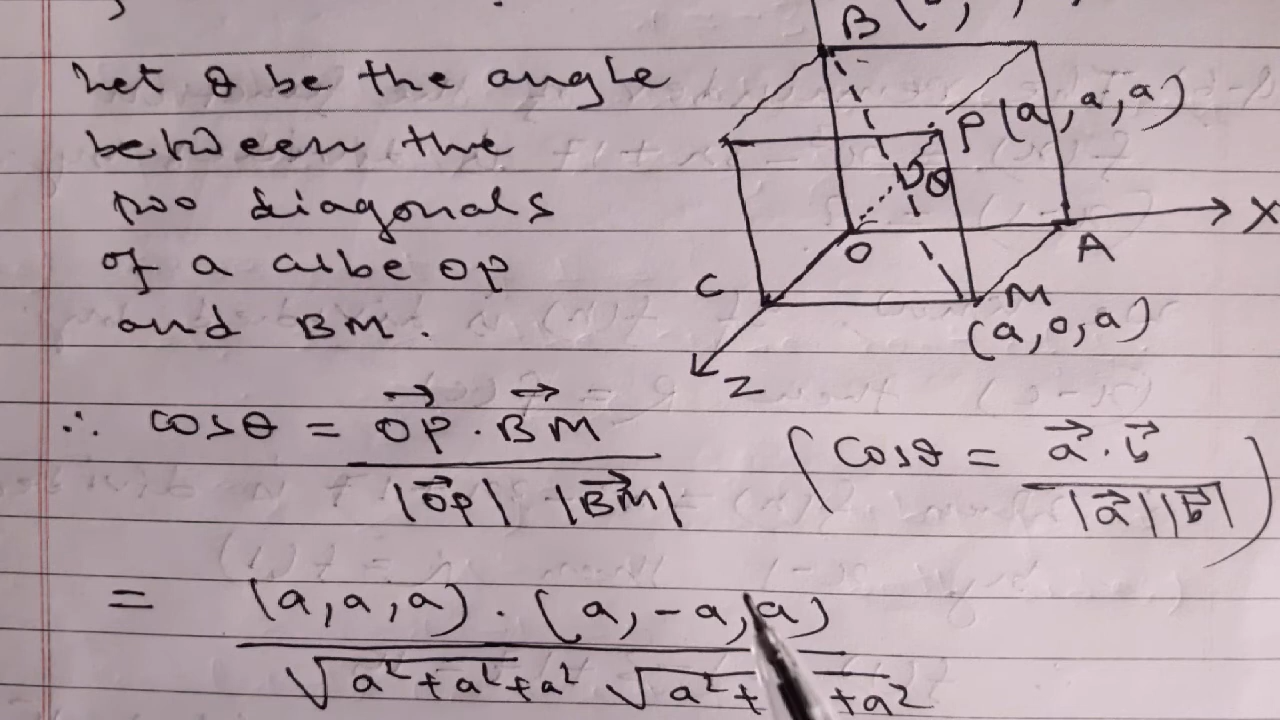 Let θ be the angle
between the
two diagonals
of a cube OP
and BM.
B (
P(a, a, a)
θ
O
A
X
C
M
(a, 0, a)
Z
∴ cosθ = OP⃗ . BM⃗ / |OP⃗| |BM⃗| (cosθ = a⃗ . b⃗ / |a⃗||b⃗|)
= (a, a, a) . (a, -a, a) / √a²+a²+a² √a²+ +a²